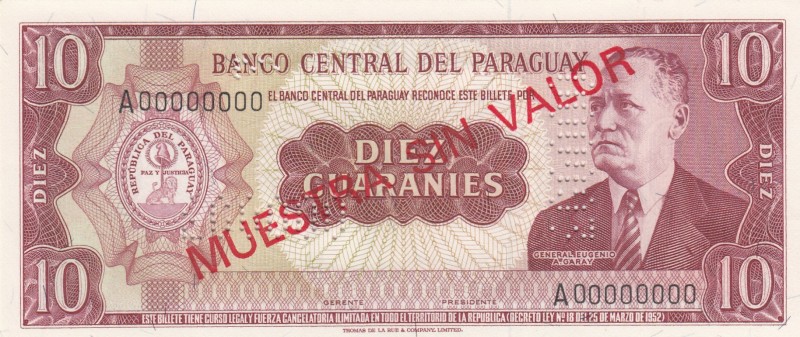 10
10
BANCO CENTRAL DEL PARAGUAY
A00000000
EL BANCO CENTRAL DEL PARAGUAY RECONOCE ESTE BILLETE POR
DIEZ
GUARANIES
MUESTRA SIN VALOR
REPÚBLICA DEL PARAGUAY
PAZ Y JUSTICIA
DIEZ
DIEZ
GENERAL EUGENIO
A. GARAY
GERENTE
PRESIDENTE
A00000000
10
10
ESTE BILLETE TIENE CURSO LEGAL Y FUERZA CANCELATORIA ILIMITADA EN TODO EL TERRITORIO DE LA REPUBLICA (DECRETO LEY Nº 18 DEL 25 DE MARZO DE 1952)
THOMAS DE LA RUE & COMPANY, LIMITED.